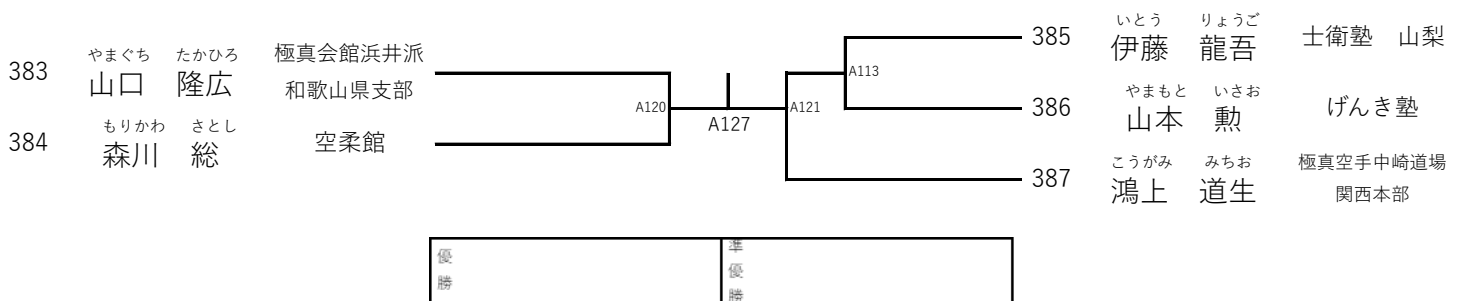 やまぐち たかひろ
383 山口 隆広
極真会館浜井派
和歌山県支部
もりかわ さとし
384 森川 総
空柔館
A120
A127
A121
A113
いとう りょうご
385 伊藤 龍吾
士衛塾 山梨
やまもと いさお
386 山本 勲
げんき塾
こうがみ みちお
387 鴻上 道生
極真空手中崎道場
関西本部
優
勝
準
優
勝